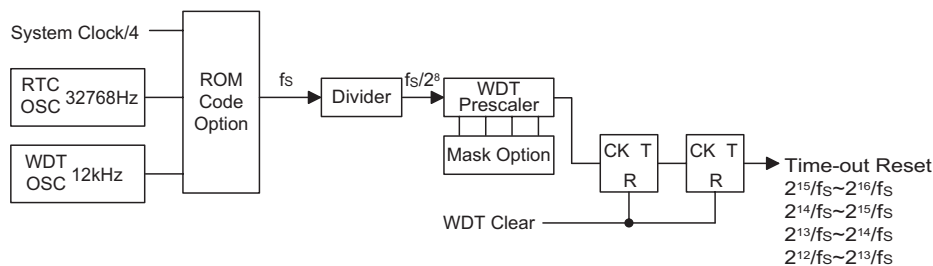 System Clock/4
RTC
OSC 32768Hz
WDT
OSC 12kHz
ROM
Code
Option
fS
Divider
fS/2⁸
WDT
Prescaler
Mask Option
CK T
R
CK T
R
WDT Clear
Time-out Reset
2¹⁵/fS~2¹⁶/fS
2¹⁴/fS~2¹⁵/fS
2¹³/fS~2¹⁴/fS
2¹²/fS~2¹³/fS